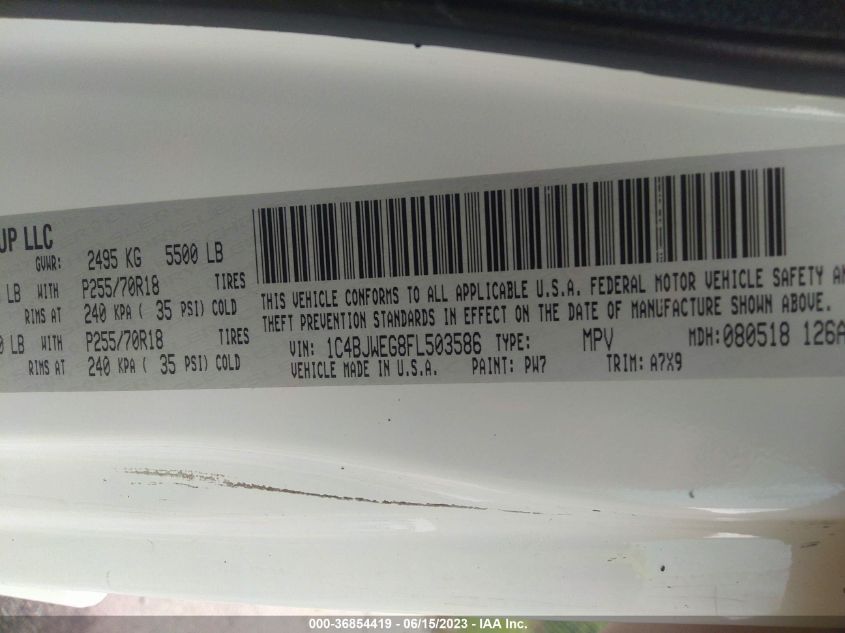 UP LLC
GVWR: 2495 KG 5500 LB
LB WITH P255/70R18 TIRES
RIMS AT 240 KPA ( 35 PSI) COLD
0 LB WITH P255/70R18 TIRES
RIMS AT 240 KPA ( 35 PSI) COLD
THIS VEHICLE CONFORMS TO ALL APPLICABLE U.S.A. FEDERAL MOTOR VEHICLE SAFETY AN
THEFT PREVENTION STANDARDS IN EFFECT ON THE DATE OF MANUFACTURE SHOWN ABOVE.
VIN: 1C4BJWEG8FL503586 TYPE: MPV MDH: 080518 126A
VEHICLE MADE IN U.S.A. PAINT: PW7 TRIM: A7X9
000-36854419 - 06/15/2023 - IAA Inc.